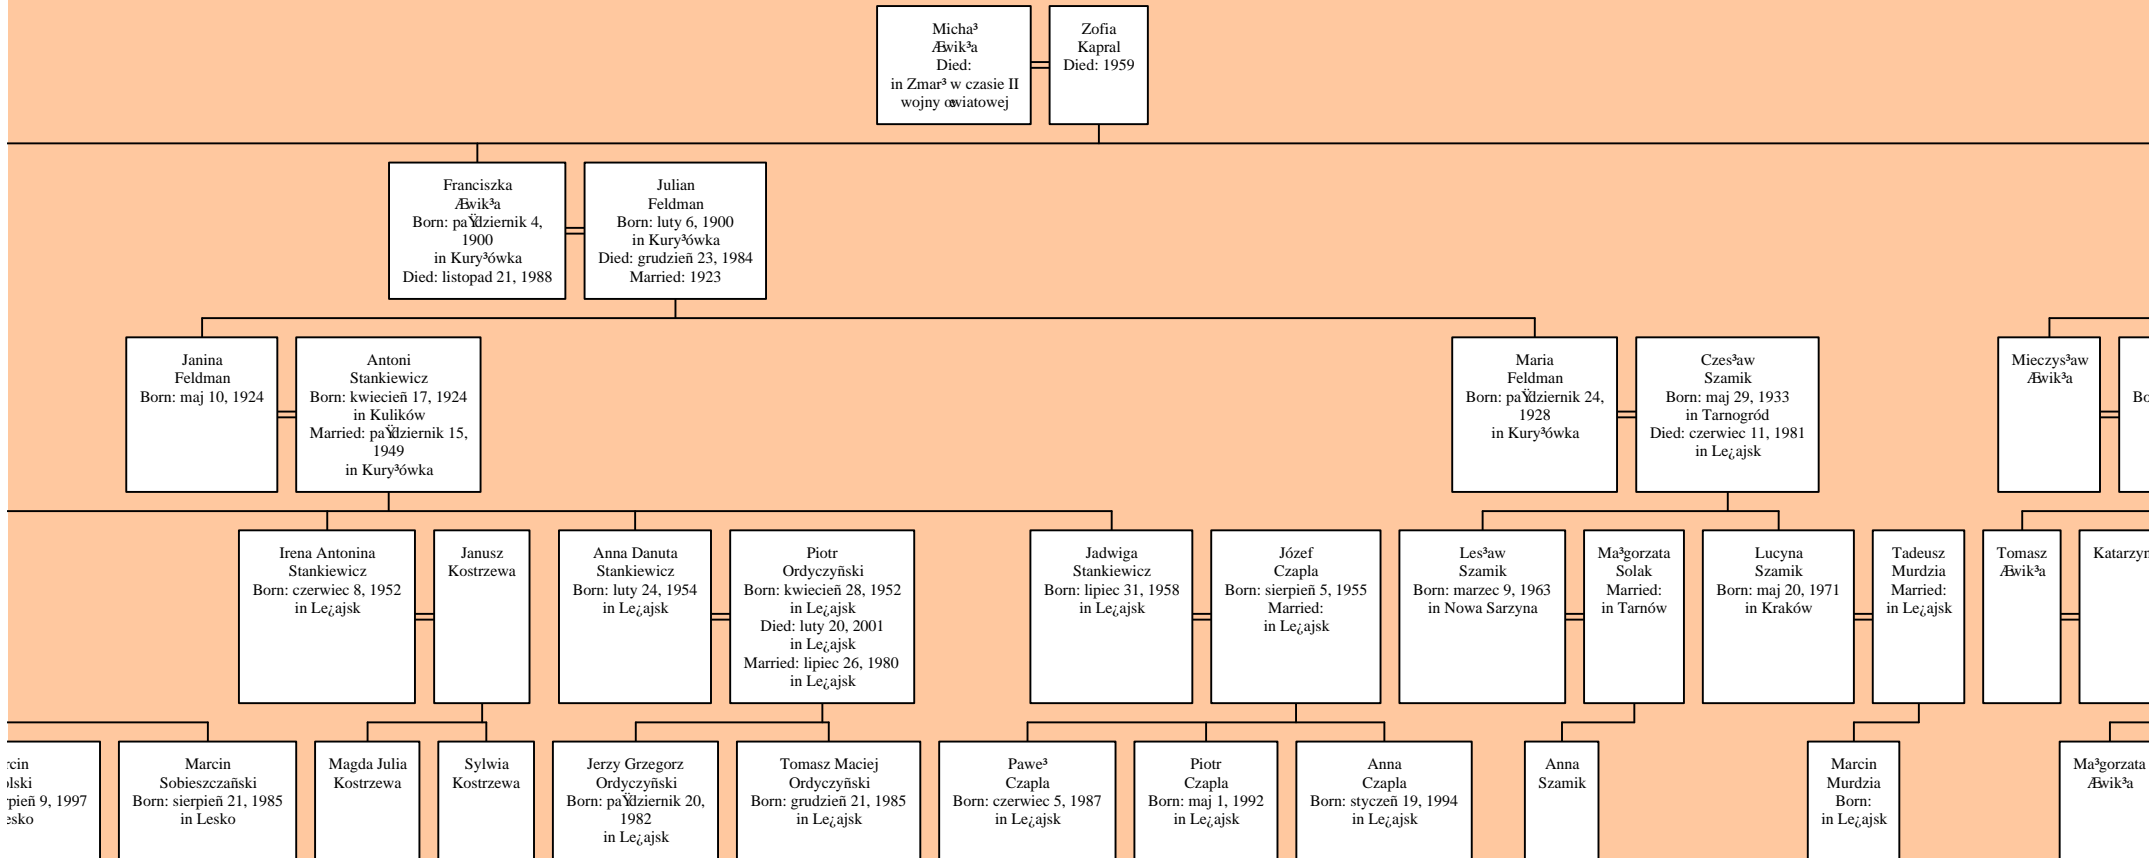 Micha³
Æwik³a
Died:
in Zmar³ w czasie II
wojny œwiatowej
Zofia
Kapral
Died: 1959
Franciszka
Æwik³a
Born: paŸdziernik 4,
1900
in Kury³ówka
Died: listopad 21, 1988
Julian
Feldman
Born: luty 6, 1900
in Kury³ówka
Died: grudzieñ 23, 1984
Married: 1923
Janina
Feldman
Born: maj 10, 1924
Antoni
Stankiewicz
Born: kwiecieñ 17, 1924
in Kulików
Married: paŸdziernik 15,
1949
in Kury³ówka
Maria
Feldman
Born: paŸdziernik 24,
1928
in Kury³ówka
Czes³aw
Szamik
Born: maj 29, 1933
in Tarnogród
Died: czerwiec 11, 1981
in Le¿ajsk
Mieczys³aw
Æwik³a
Bo
Irena Antonina
Stankiewicz
Born: czerwiec 8, 1952
in Le¿ajsk
Janusz
Kostrzewa
Anna Danuta
Stankiewicz
Born: luty 24, 1954
in Le¿ajsk
Piotr
Ordyczyñski
Born: kwiecieñ 28, 1952
in Le¿ajsk
Died: luty 20, 2001
in Le¿ajsk
Married: lipiec 26, 1980
in Le¿ajsk
Jadwiga
Stankiewicz
Born: lipiec 31, 1958
in Le¿ajsk
Józef
Czapla
Born: sierpieñ 5, 1955
Married:
in Le¿ajsk
Les³aw
Szamik
Born: marzec 9, 1963
in Nowa Sarzyna
Ma³gorzata
Solak
Married:
in Tarnów
Lucyna
Szamik
Born: maj 20, 1971
in Kraków
Tadeusz
Murdzia
Married:
in Le¿ajsk
Tomasz
Æwik³a
Katarzyn
rcin
olski
rpieñ 9, 1997
esko
Marcin
Sobieszczañski
Born: sierpieñ 21, 1985
in Lesko
Magda Julia
Kostrzewa
Sylwia
Kostrzewa
Jerzy Grzegorz
Ordyczyñski
Born: paŸdziernik 20,
1982
in Le¿ajsk
Tomasz Maciej
Ordyczyñski
Born: grudzieñ 21, 1985
in Le¿ajsk
Pawe³
Czapla
Born: czerwiec 5, 1987
in Le¿ajsk
Piotr
Czapla
Born: maj 1, 1992
in Le¿ajsk
Anna
Czapla
Born: styczeñ 19, 1994
in Le¿ajsk
Anna
Szamik
Marcin
Murdzia
Born:
in Le¿ajsk
Ma³gorzata
Æwik³a